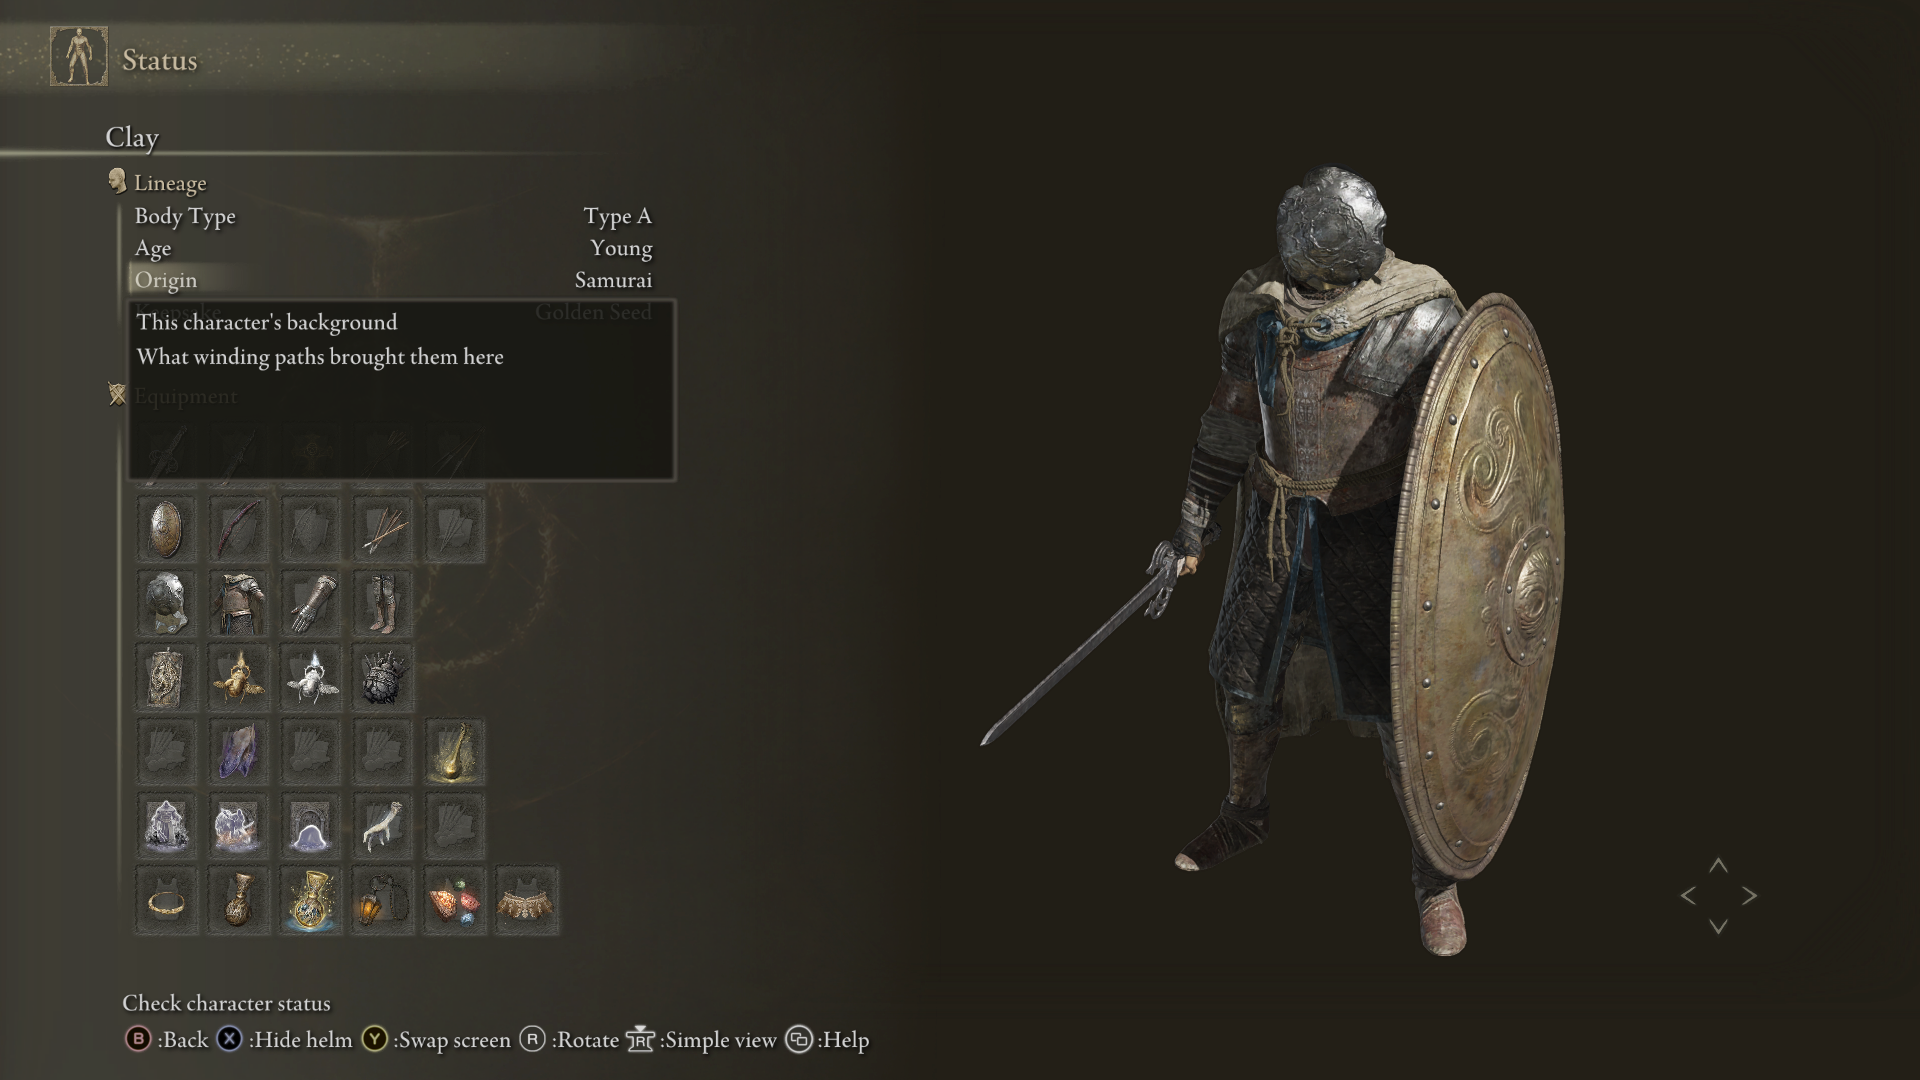 Status
Clay
Lineage
Body Type Type A
Age Young
Origin Samurai
Keepsake Golden Seed
This character's background
What winding paths brought them here
Equipment
Check character status
B :Back X :Hide helm Y :Swap screen R :Rotate R :Simple view :Help